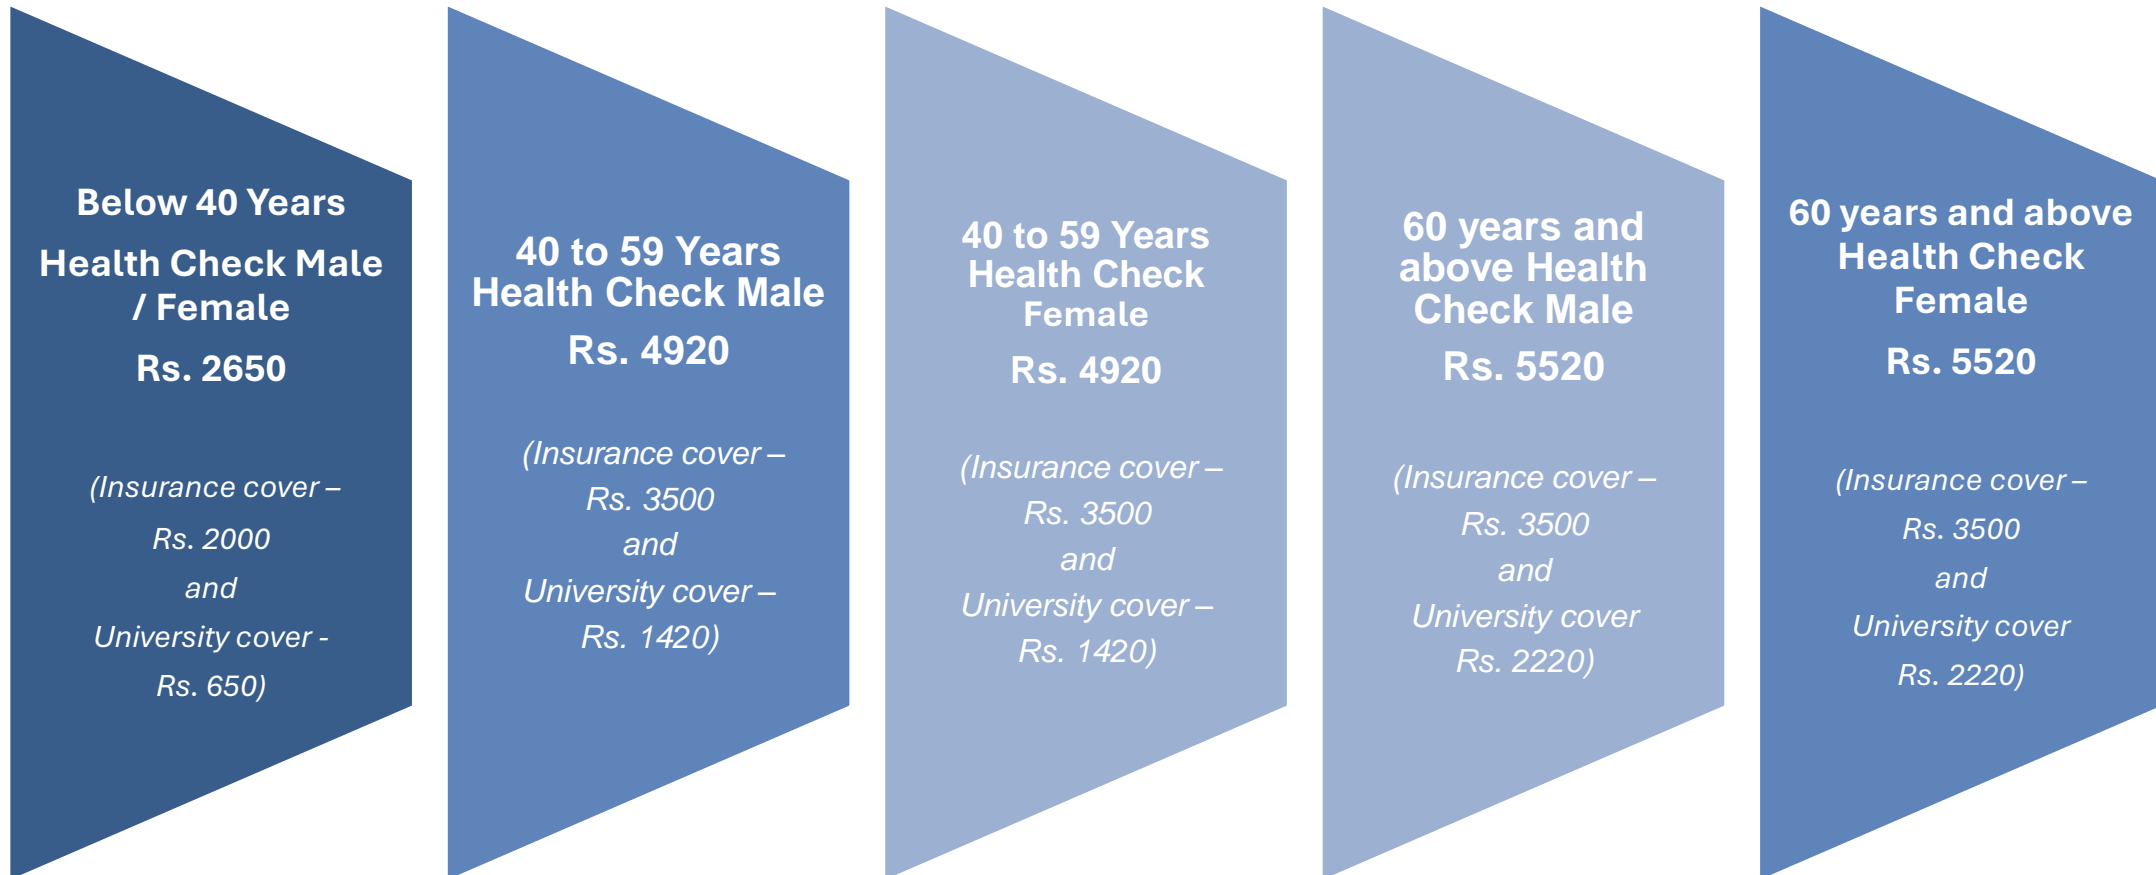 Below 40 Years
Health Check Male
/ Female
Rs. 2650
(Insurance cover –
Rs. 2000
and
University cover -
Rs. 650)
40 to 59 Years
Health Check Male
Rs. 4920
(Insurance cover –
Rs. 3500
and
University cover –
Rs. 1420)
40 to 59 Years
Health Check
Female
Rs. 4920
(Insurance cover –
Rs. 3500
and
University cover –
Rs. 1420)
60 years and
above Health
Check Male
Rs. 5520
(Insurance cover –
Rs. 3500
and
University cover
Rs. 2220)
60 years and above
Health Check
Female
Rs. 5520
(Insurance cover –
Rs. 3500
and
University cover
Rs. 2220)